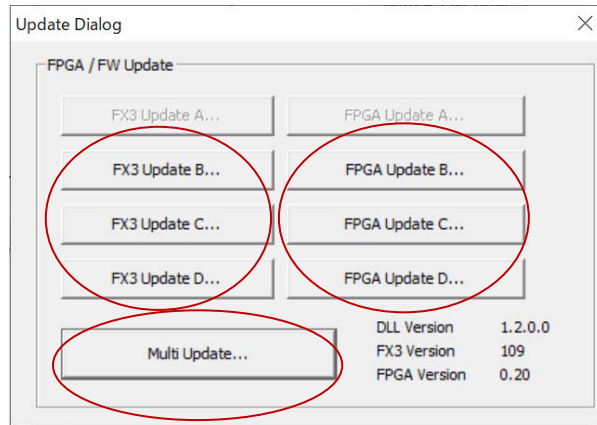 Update Dialog
FPGA / FW Update
FX3 Update A... FPGA Update A...
FX3 Update B... FPGA Update B...
FX3 Update C... FPGA Update C...
FX3 Update D... FPGA Update D...
Multi Update...
DLL Version 1.2.0.0
FX3 Version 109
FPGA Version 0.20